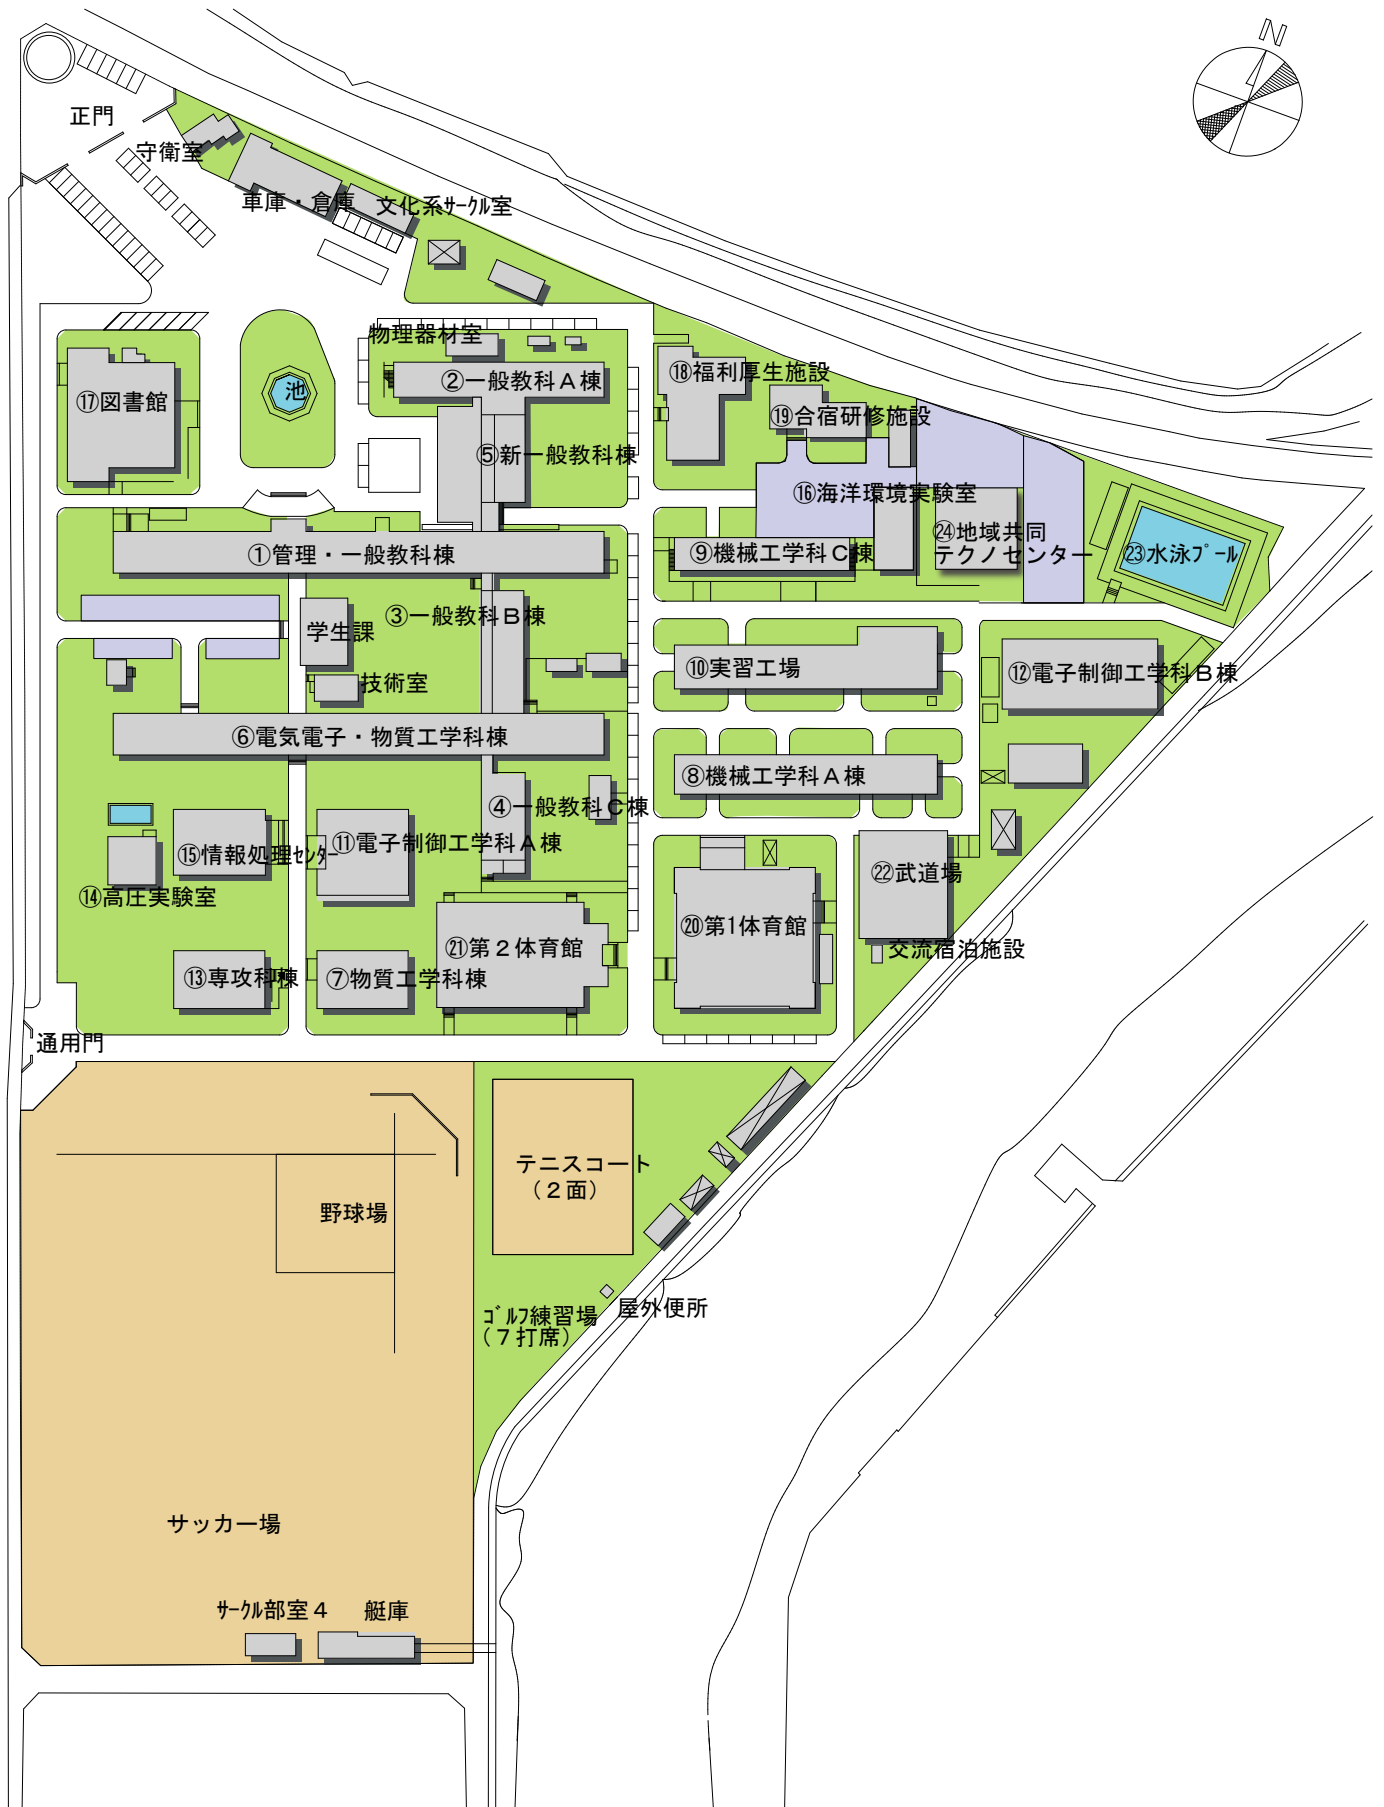 N
正門
守衛室
車庫・倉庫
文化系ｻｰｸﾙ室
物理器材室
②一般教科Ａ棟
⑱福利厚生施設
⑰図書館
池
⑲合宿研修施設
⑤新一般教科棟
⑯海洋環境実験室
①管理・一般教科棟
⑨機械工学科Ｃ棟
㉔地域共同
テクノセンター
㉓水泳ﾌﾟｰﾙ
③一般教科Ｂ棟
学生課
⑩実習工場
⑫電子制御工学科Ｂ棟
技術室
⑥電気電子・物質工学科棟
⑧機械工学科Ａ棟
④一般教科Ｃ棟
⑪電子制御工学科Ａ棟
⑮情報処理ｾﾝﾀｰ
㉒武道場
⑭高圧実験室
⑳第1体育館
㉑第２体育館
交流宿泊施設
⑬専攻科棟
⑦物質工学科棟
通用門
テニスコート
（２面）
野球場
ｺﾞﾙﾌ練習場
（７打席）
屋外便所
サッカー場
ｻｰｸﾙ部室４
艇庫